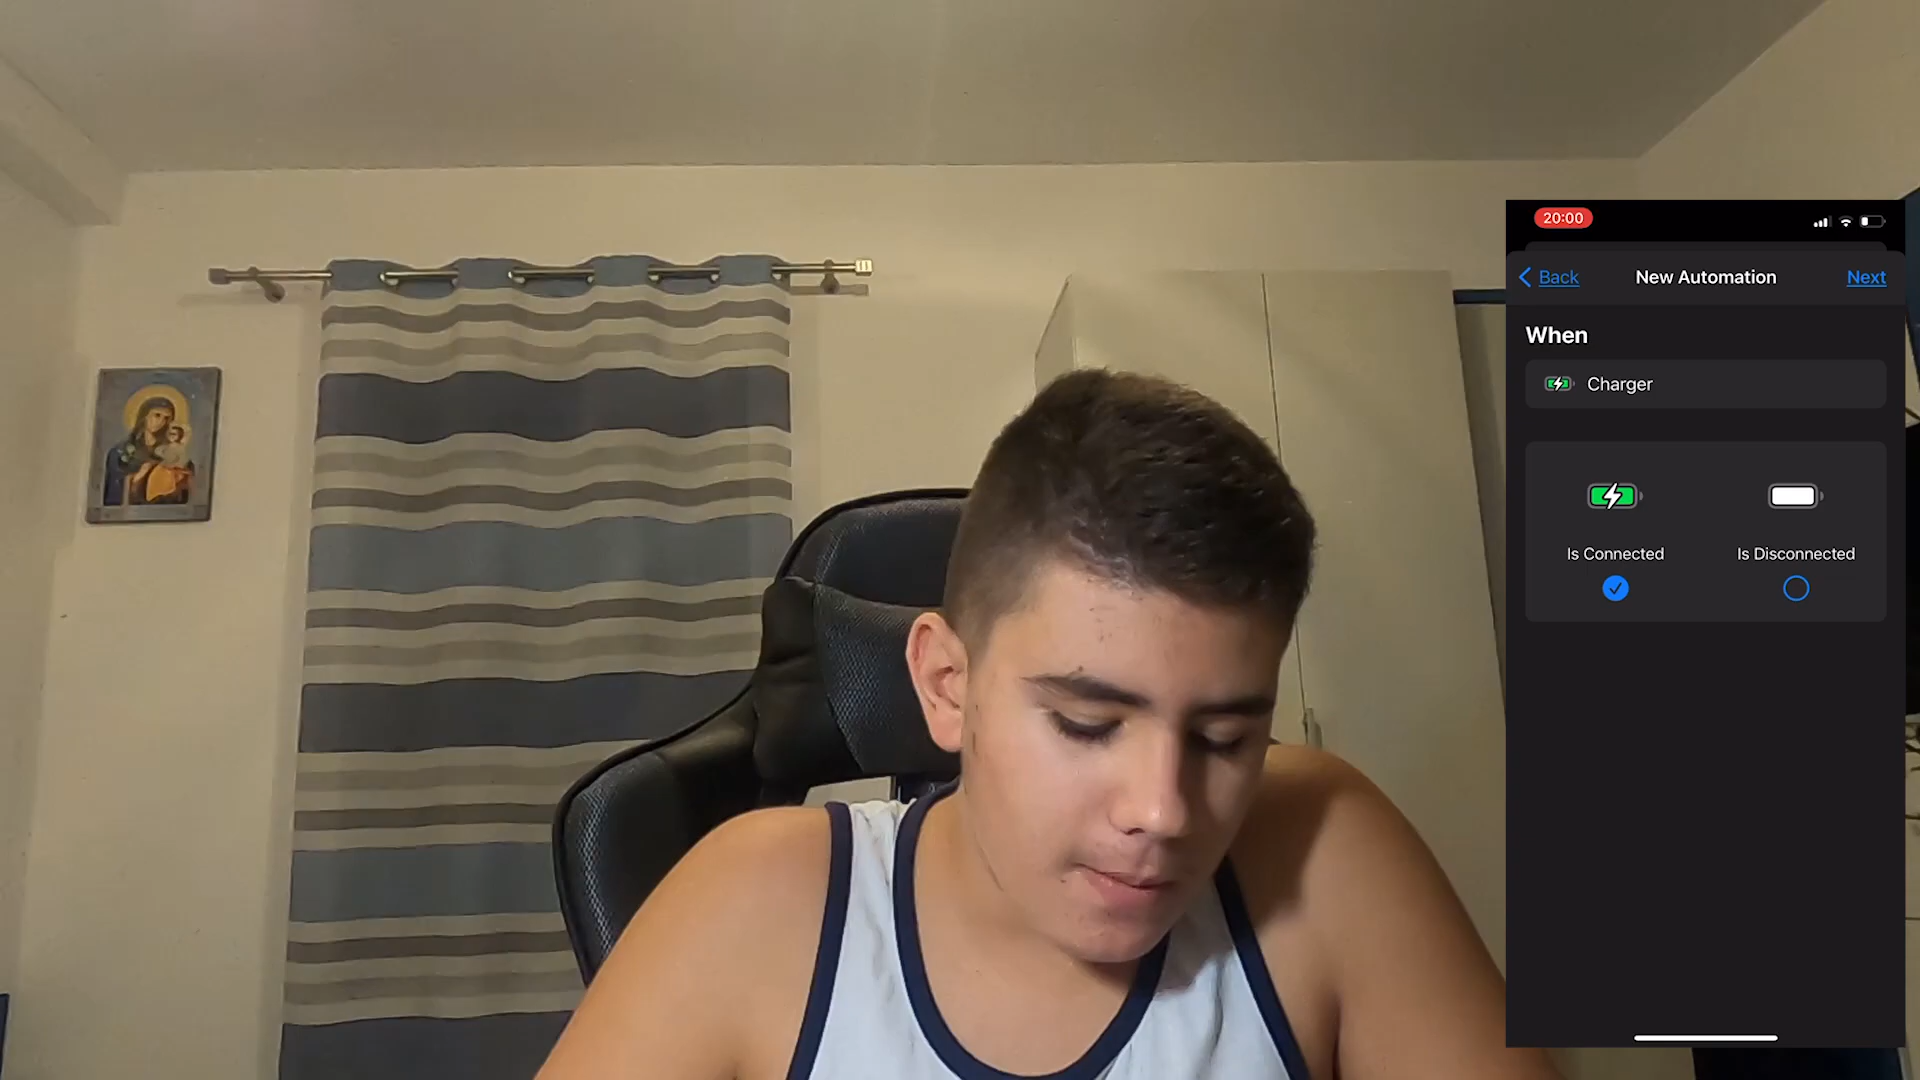 20:00
Back New Automation Next
When
Charger
Is Connected Is Disconnected